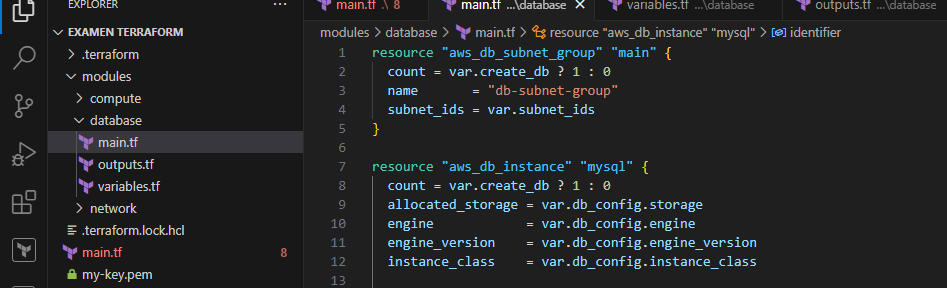 EXPLORER ...
main.tf .\ 8
main.tf ...\database
variables.tf ...\database
outputs.tf ...\database
EXAMEN TERRAFORM
.terraform
modules
compute
database
main.tf
outputs.tf
variables.tf
network
.terraform.lock.hcl
main.tf 8
my-key.pem
modules > database > main.tf > resource "aws_db_instance" "mysql" > identifier
1 resource "aws_db_subnet_group" "main" {
2 count = var.create_db ? 1 : 0
3 name       = "db-subnet-group"
4 subnet_ids = var.subnet_ids
5 }
6
7 resource "aws_db_instance" "mysql" {
8 count = var.create_db ? 1 : 0
9 allocated_storage = var.db_config.storage
10 engine            = var.db_config.engine
11 engine_version    = var.db_config.engine_version
12 instance_class    = var.db_config.instance_class
13